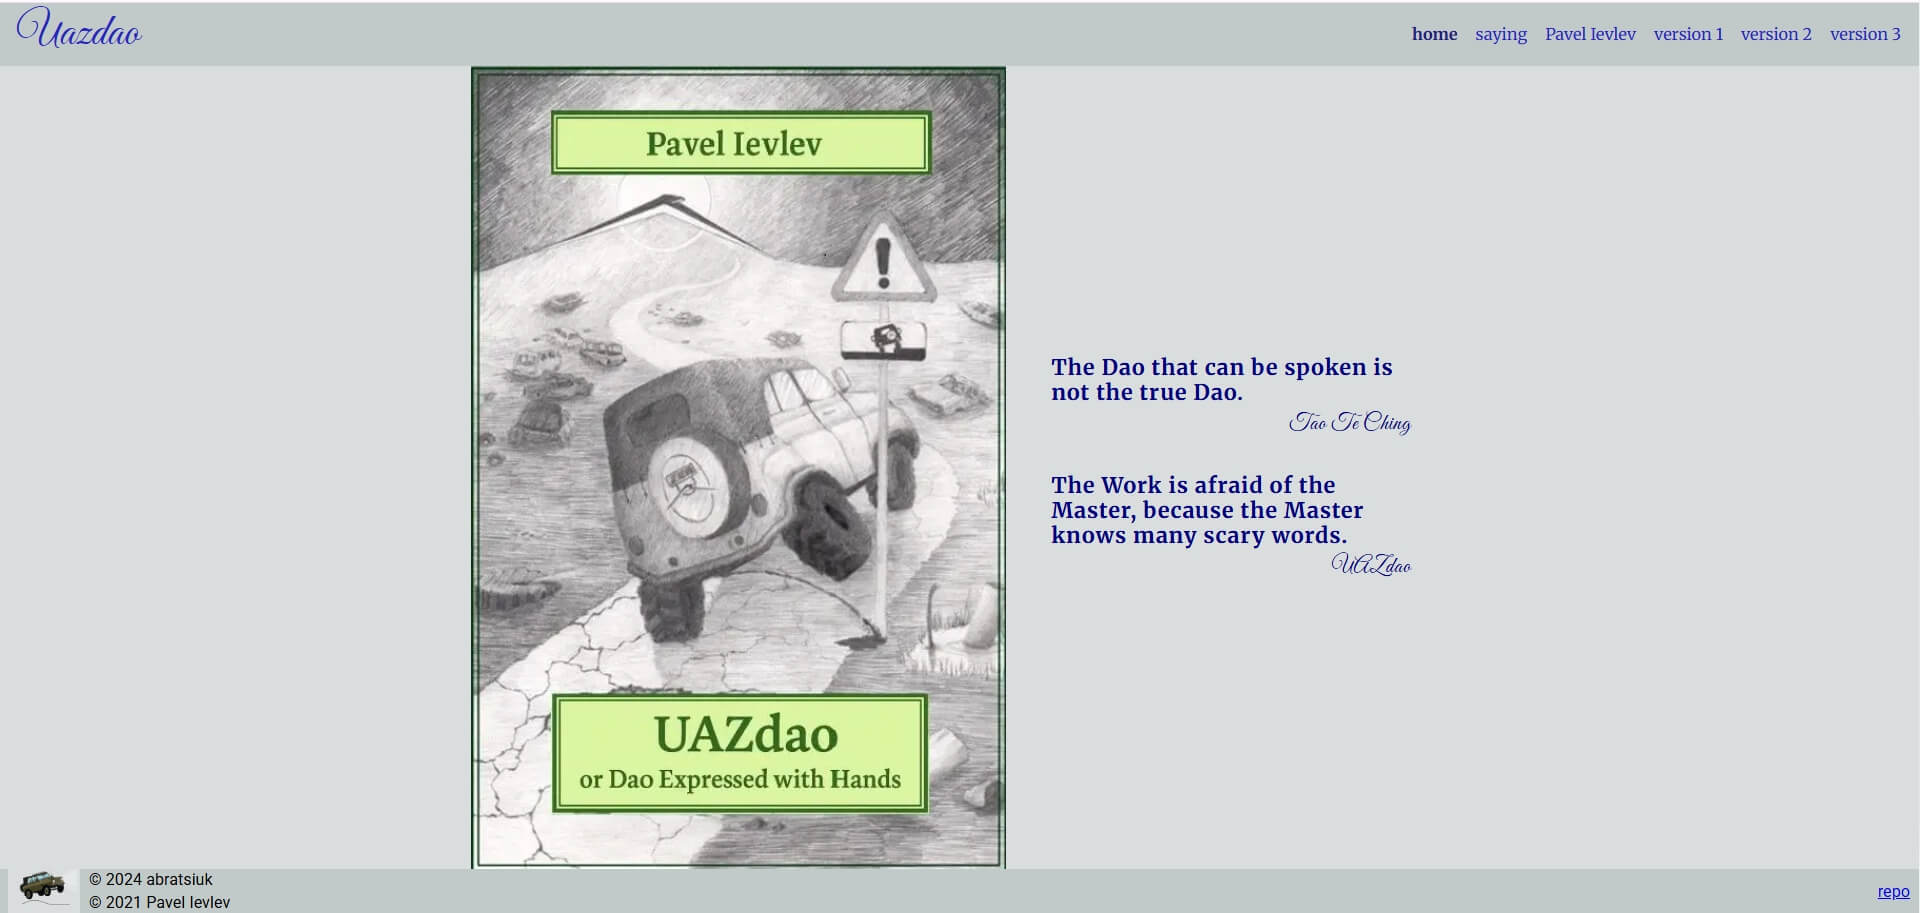 Uazdao
home saying Pavel Ievlev version 1 version 2 version 3
Pavel Ievlev
!
The Dao that can be spoken is
not the true Dao.
Tao Te Ching
The Work is afraid of the
Master, because the Master
knows many scary words.
UAZdao
UAZdao
or Dao Expressed with Hands
© 2024 abratsiuk
© 2021 Pavel Ievlev
repo